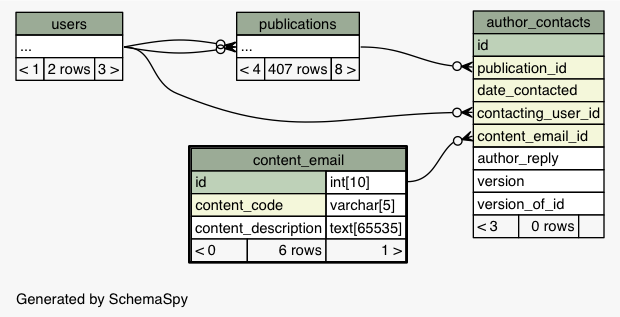 users
...
< 1 2 rows 3 >
publications
...
< 4 407 rows 8 >
author_contacts
id
publication_id
date_contacted
contacting_user_id
content_email_id
author_reply
version
version_of_id
< 3 0 rows
content_email
id int[10]
content_code varchar[5]
content_description text[65535]
< 0 6 rows 1 >
Generated by SchemaSpy